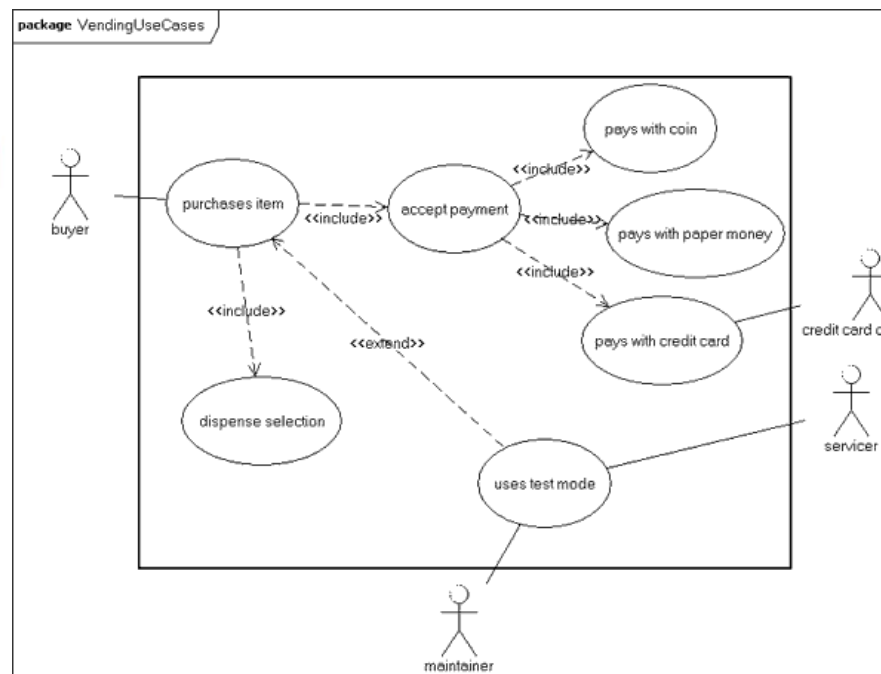 package VendingUseCases
pays with coin
<<include>>
purchases item
accept payment
<<include>>
<<include>>
pays with paper money
buyer
<<include>>
<<include>>
pays with credit card
credit card
<<extend>>
dispense selection
servicer
uses test mode
maintainer